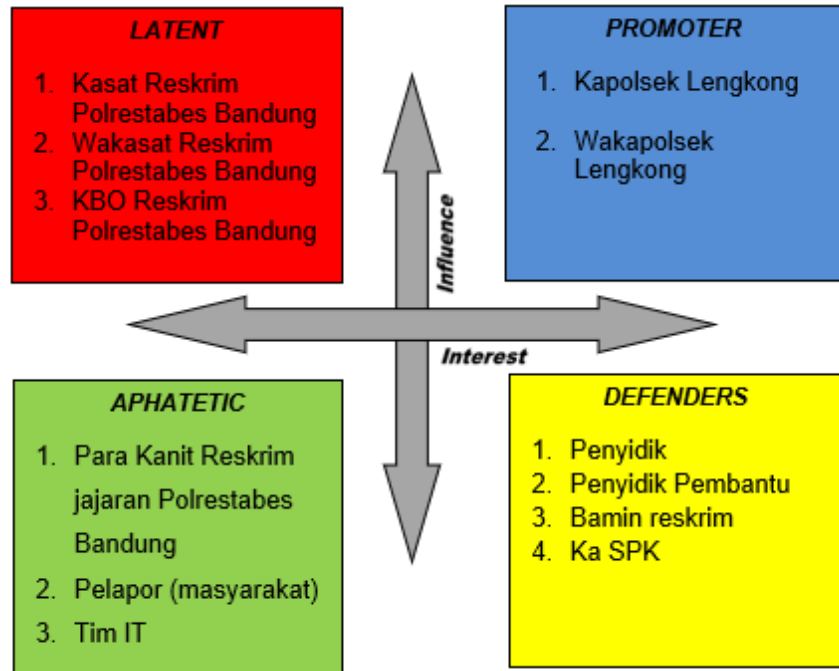 LATENT
1. Kasat Reskrim
Polrestabes Bandung
2. Wakasat Reskrim
Polrestabes Bandung
3. KBO Reskrim
Polrestabes Bandung
PROMOTER
1. Kapolsek Lengkong
2. Wakapolsek
Lengkong
Influence
Interest
APHATETIC
1. Para Kanit Reskrim
jajaran Polrestabes
Bandung
2. Pelapor (masyarakat)
3. Tim IT
DEFENDERS
1. Penyidik
2. Penyidik Pembantu
3. Bamin reskrim
4. Ka SPK